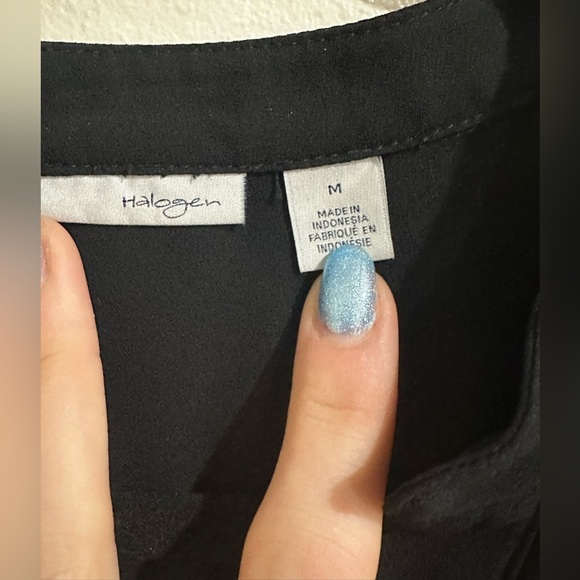 Halogen
M
MADE IN
INDONESIA
FABRIQUÉ EN
INDONÉSIE